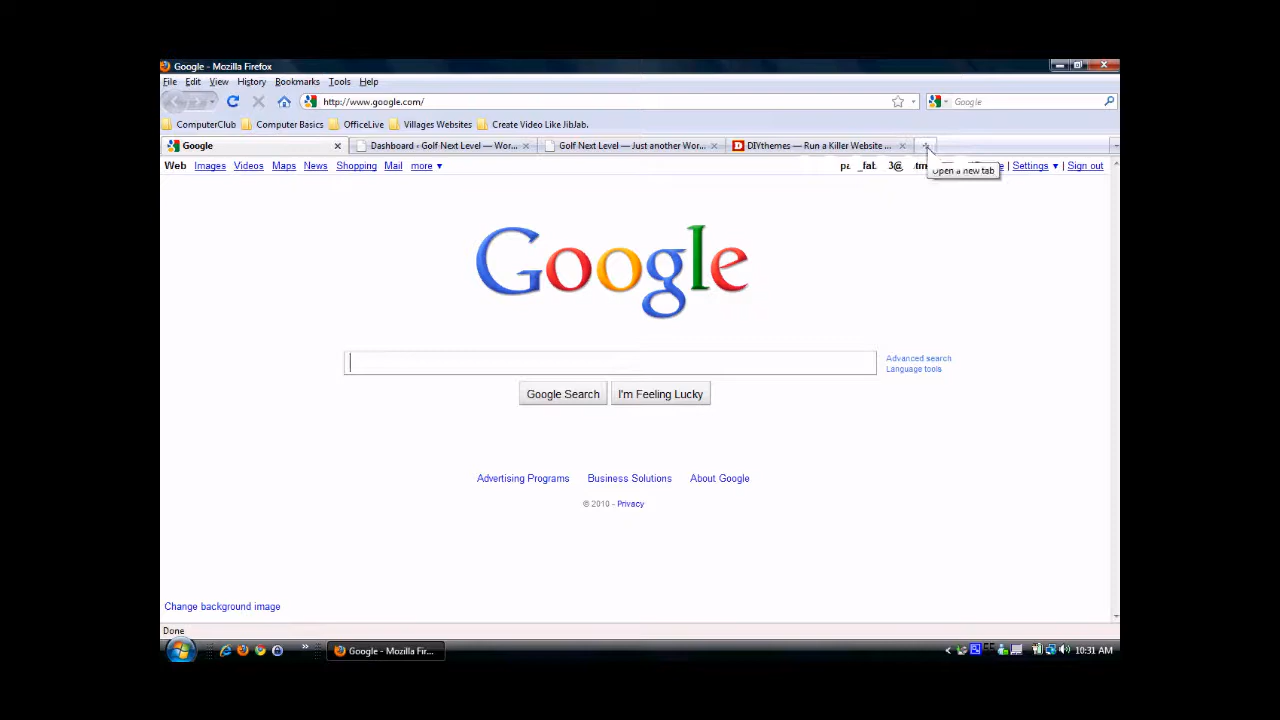 Google - Mozilla Firefox
File Edit View History Bookmarks Tools Help
http://www.google.com/ Google
ComputerClub Computer Basics OfficeLive Villages Websites Create Video Like JibJab.
Google Dashboard ‹ Golf Next Level — Wor... Golf Next Level — Just another Wor... DIYthemes — Run a Killer Website ...
Web Images Videos Maps News Shopping Mail more ▼ Settings ▼ | Sign out
Open a new tab
Google
Advanced search
Language tools
Google Search I'm Feeling Lucky
Advertising Programs Business Solutions About Google
© 2010 - Privacy
Change background image
Done
Google - Mozilla Fir... 10:31 AM